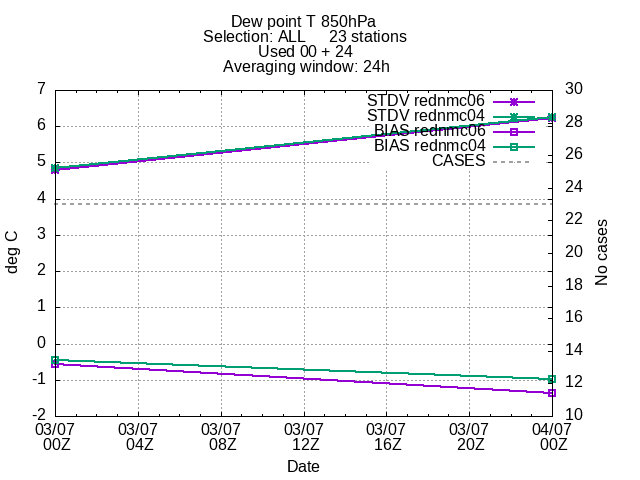 Dew point T 850hPa
Selection: ALL     23 stations
Used 00 + 24
Averaging window: 24h
STDV rednmc06
STDV rednmc04
BIAS rednmc06
BIAS rednmc04
CASES
7
6
5
4
3
2
1
0
-1
-2
deg C
30
28
26
24
22
20
18
16
14
12
10
No cases
03/07 03/07 03/07 03/07 03/07 03/07 04/07
00Z 04Z 08Z 12Z 16Z 20Z 00Z
Date